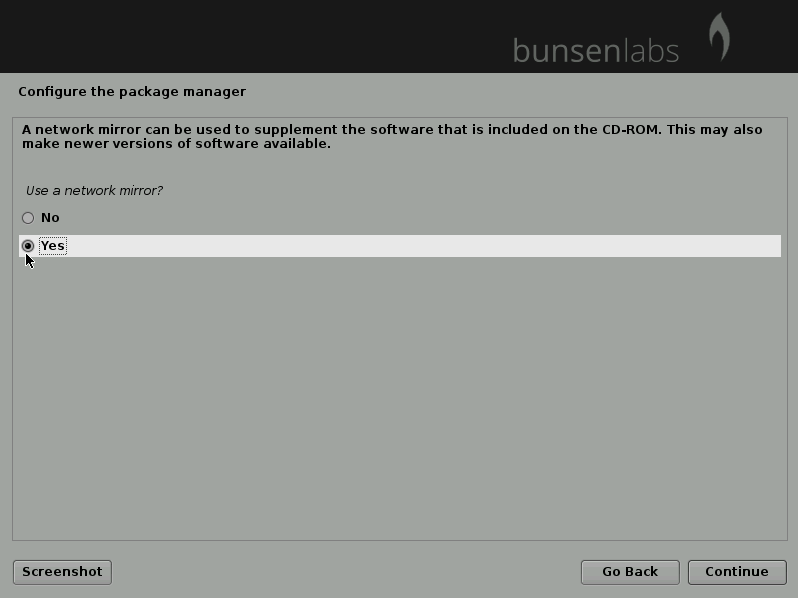 bunsenlabs
Configure the package manager
A network mirror can be used to supplement the software that is included on the CD-ROM. This may also
make newer versions of software available.
Use a network mirror?
No
Yes
Screenshot
Go Back
Continue